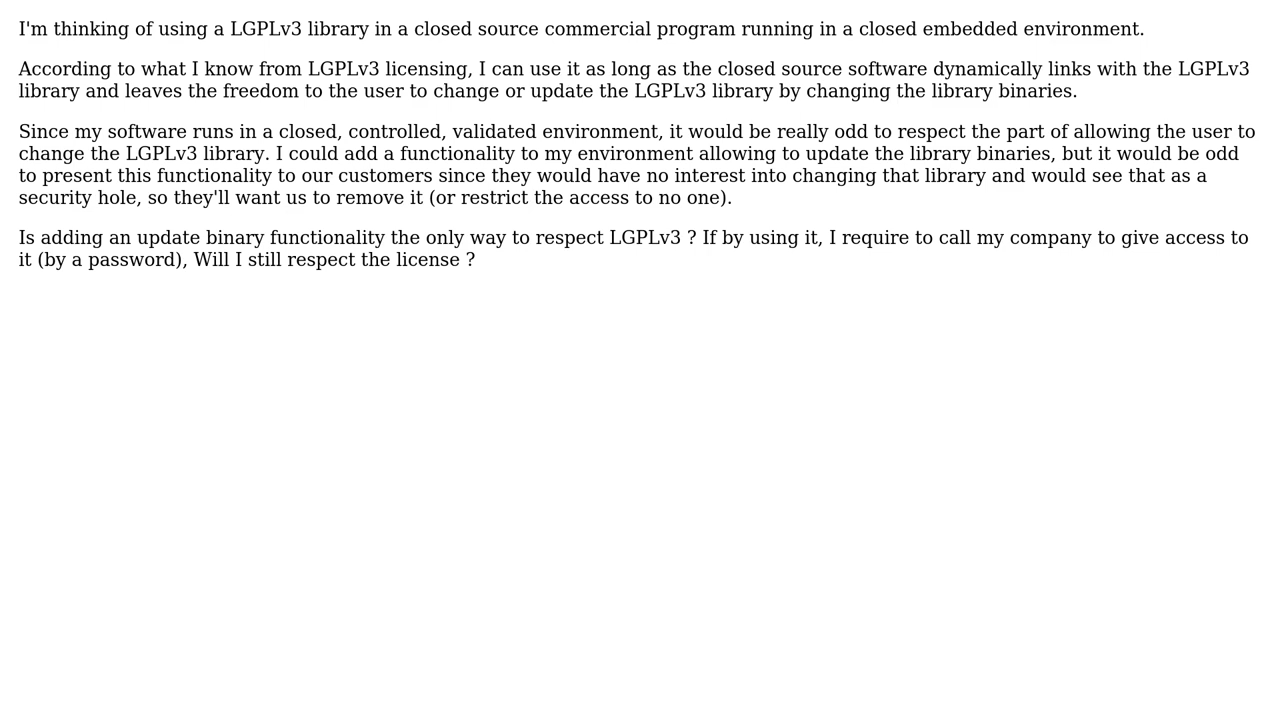 I'm thinking of using a LGPLv3 library in a closed source commercial program running in a closed embedded environment.
According to what I know from LGPLv3 licensing, I can use it as long as the closed source software dynamically links with the LGPLv3
library and leaves the freedom to the user to change or update the LGPLv3 library by changing the library binaries.
Since my software runs in a closed, controlled, validated environment, it would be really odd to respect the part of allowing the user to
change the LGPLv3 library. I could add a functionality to my environment allowing to update the library binaries, but it would be odd
to present this functionality to our customers since they would have no interest into changing that library and would see that as a
security hole, so they'll want us to remove it (or restrict the access to no one).
Is adding an update binary functionality the only way to respect LGPLv3 ? If by using it, I require to call my company to give access to
it (by a password), Will I still respect the license ?